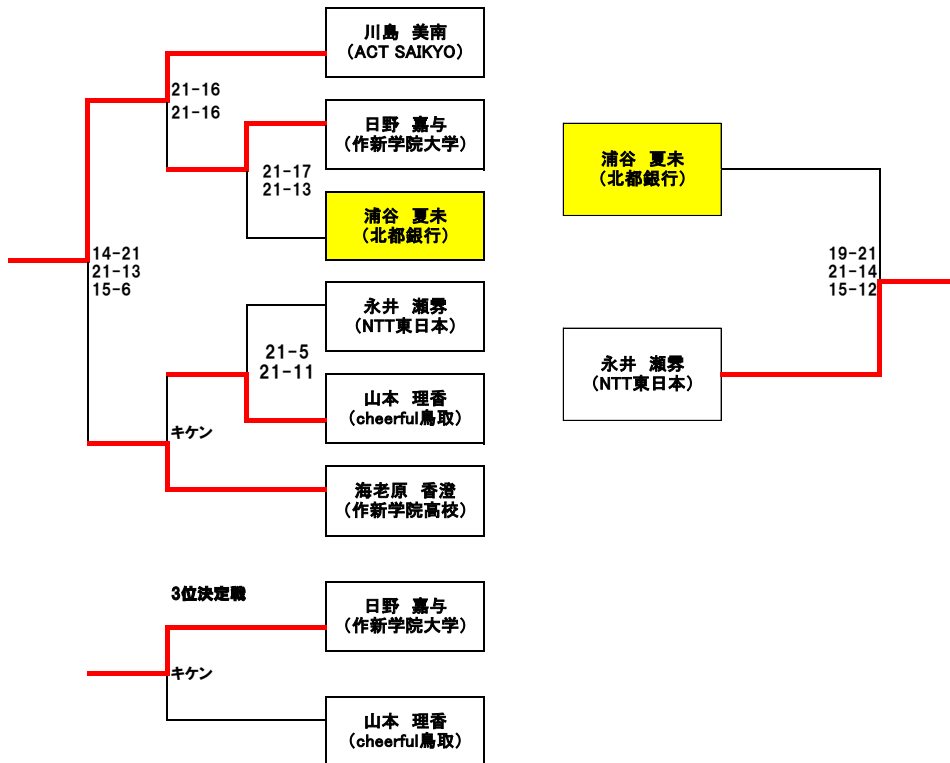 川島 美南
(ACT SAIKYO)
21-16
21-16
日野 嘉与
(作新学院大学)
21-17
21-13
浦谷 夏未
(北都銀行)
14-21
21-13
15-6
永井 瀬雰
(NTT東日本)
21-5
21-11
山本 理香
(cheerful鳥取)
キケン
海老原 香澄
(作新学院高校)
浦谷 夏未
(北都銀行)
19-21
21-14
15-12
永井 瀬雰
(NTT東日本)
3位決定戦
日野 嘉与
(作新学院大学)
キケン
山本 理香
(cheerful鳥取)